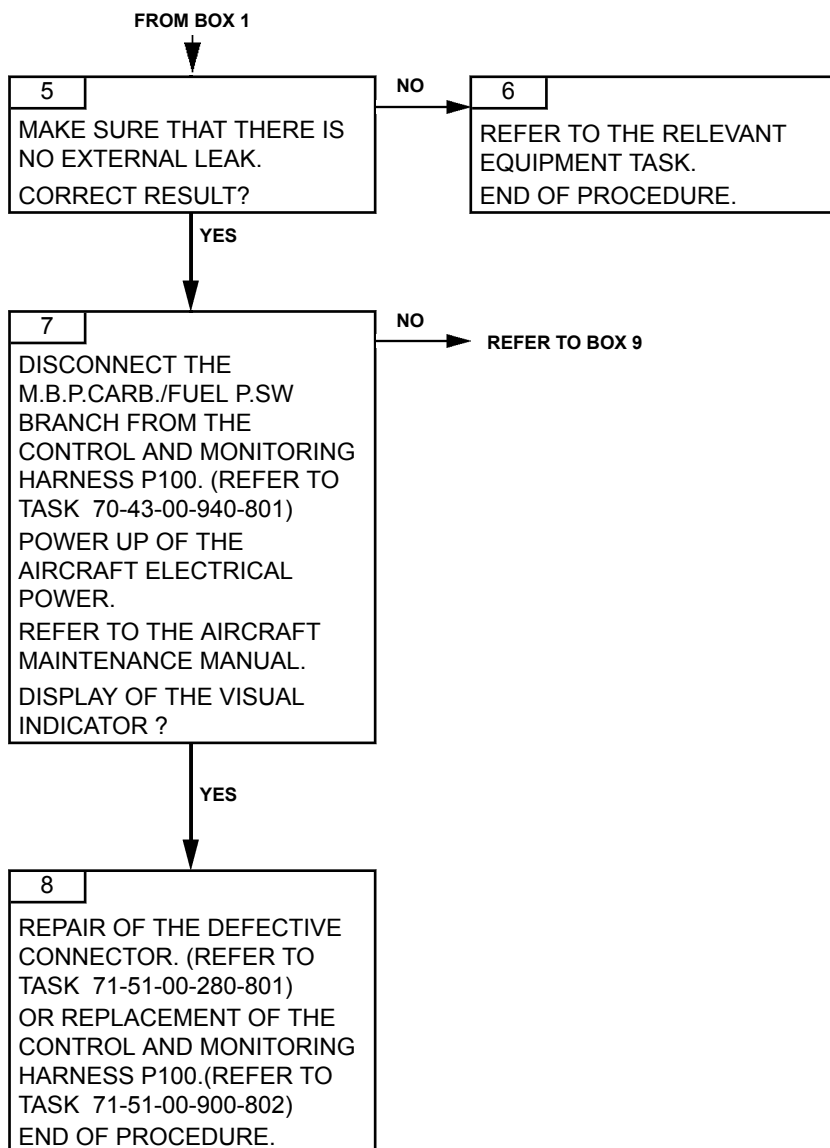 FROM BOX 1
5
MAKE SURE THAT THERE IS
NO EXTERNAL LEAK.
CORRECT RESULT?
NO
6
REFER TO THE RELEVANT
EQUIPMENT TASK.
END OF PROCEDURE.
YES
7
DISCONNECT THE
M.B.P.CARB./FUEL P.SW
BRANCH FROM THE
CONTROL AND MONITORING
HARNESS P100. (REFER TO
TASK 70-43-00-940-801)
POWER UP OF THE
AIRCRAFT ELECTRICAL
POWER.
REFER TO THE AIRCRAFT
MAINTENANCE MANUAL.
DISPLAY OF THE VISUAL
INDICATOR ?
NO
REFER TO BOX 9
YES
8
REPAIR OF THE DEFECTIVE
CONNECTOR. (REFER TO
TASK 71-51-00-280-801)
OR REPLACEMENT OF THE
CONTROL AND MONITORING
HARNESS P100.(REFER TO
TASK 71-51-00-900-802)
END OF PROCEDURE.